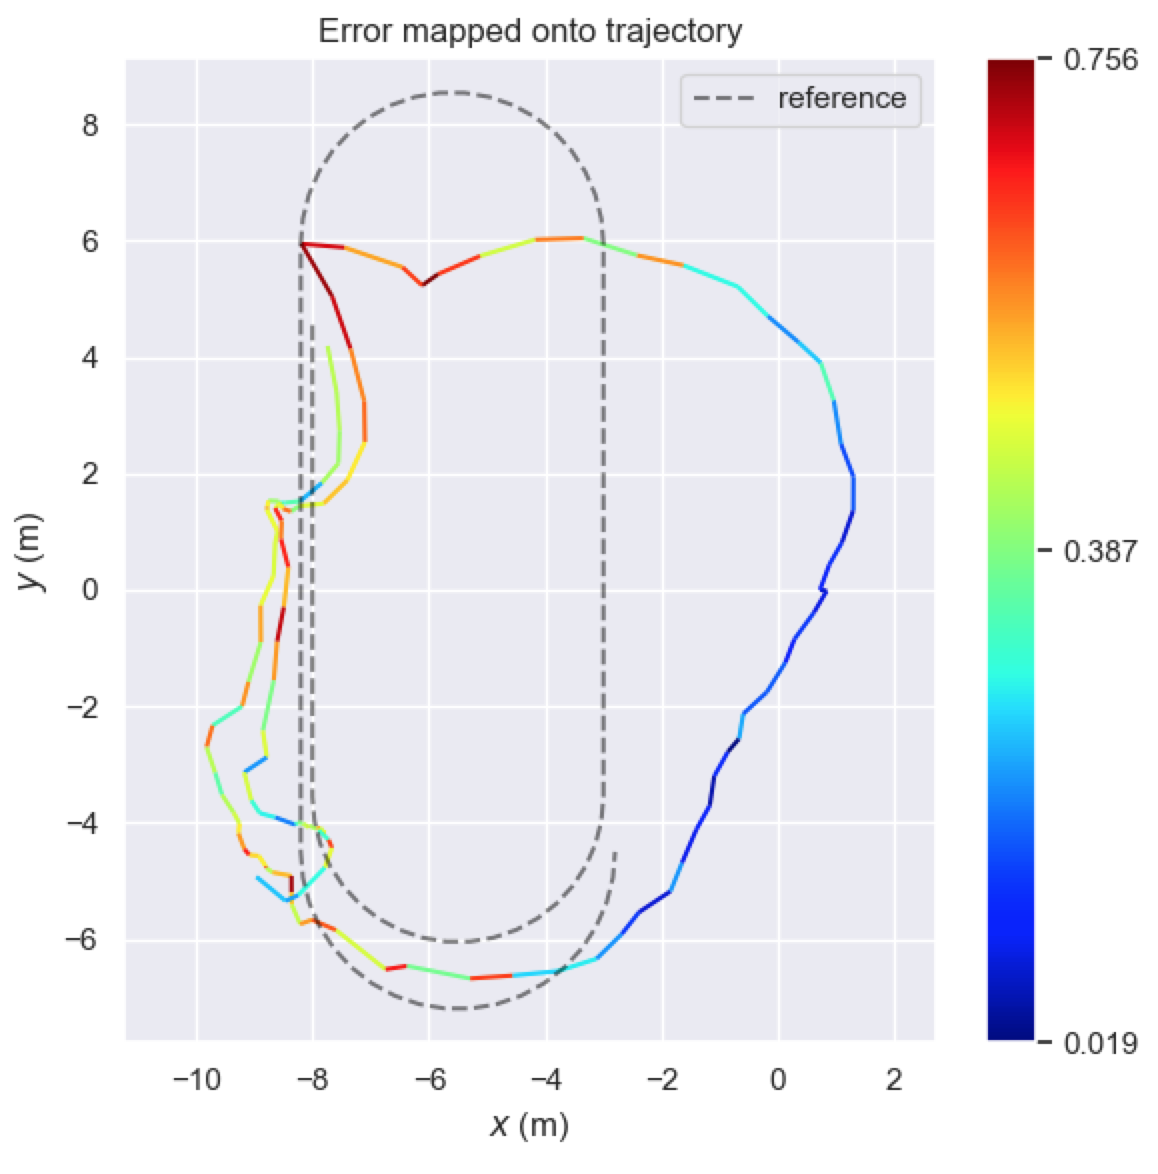 Error mapped onto trajectory
reference
8
6
4
2
0
−2
−4
−6
y (m)
−10 −8 −6 −4 −2 0 2
x (m)
0.756
0.387
0.019